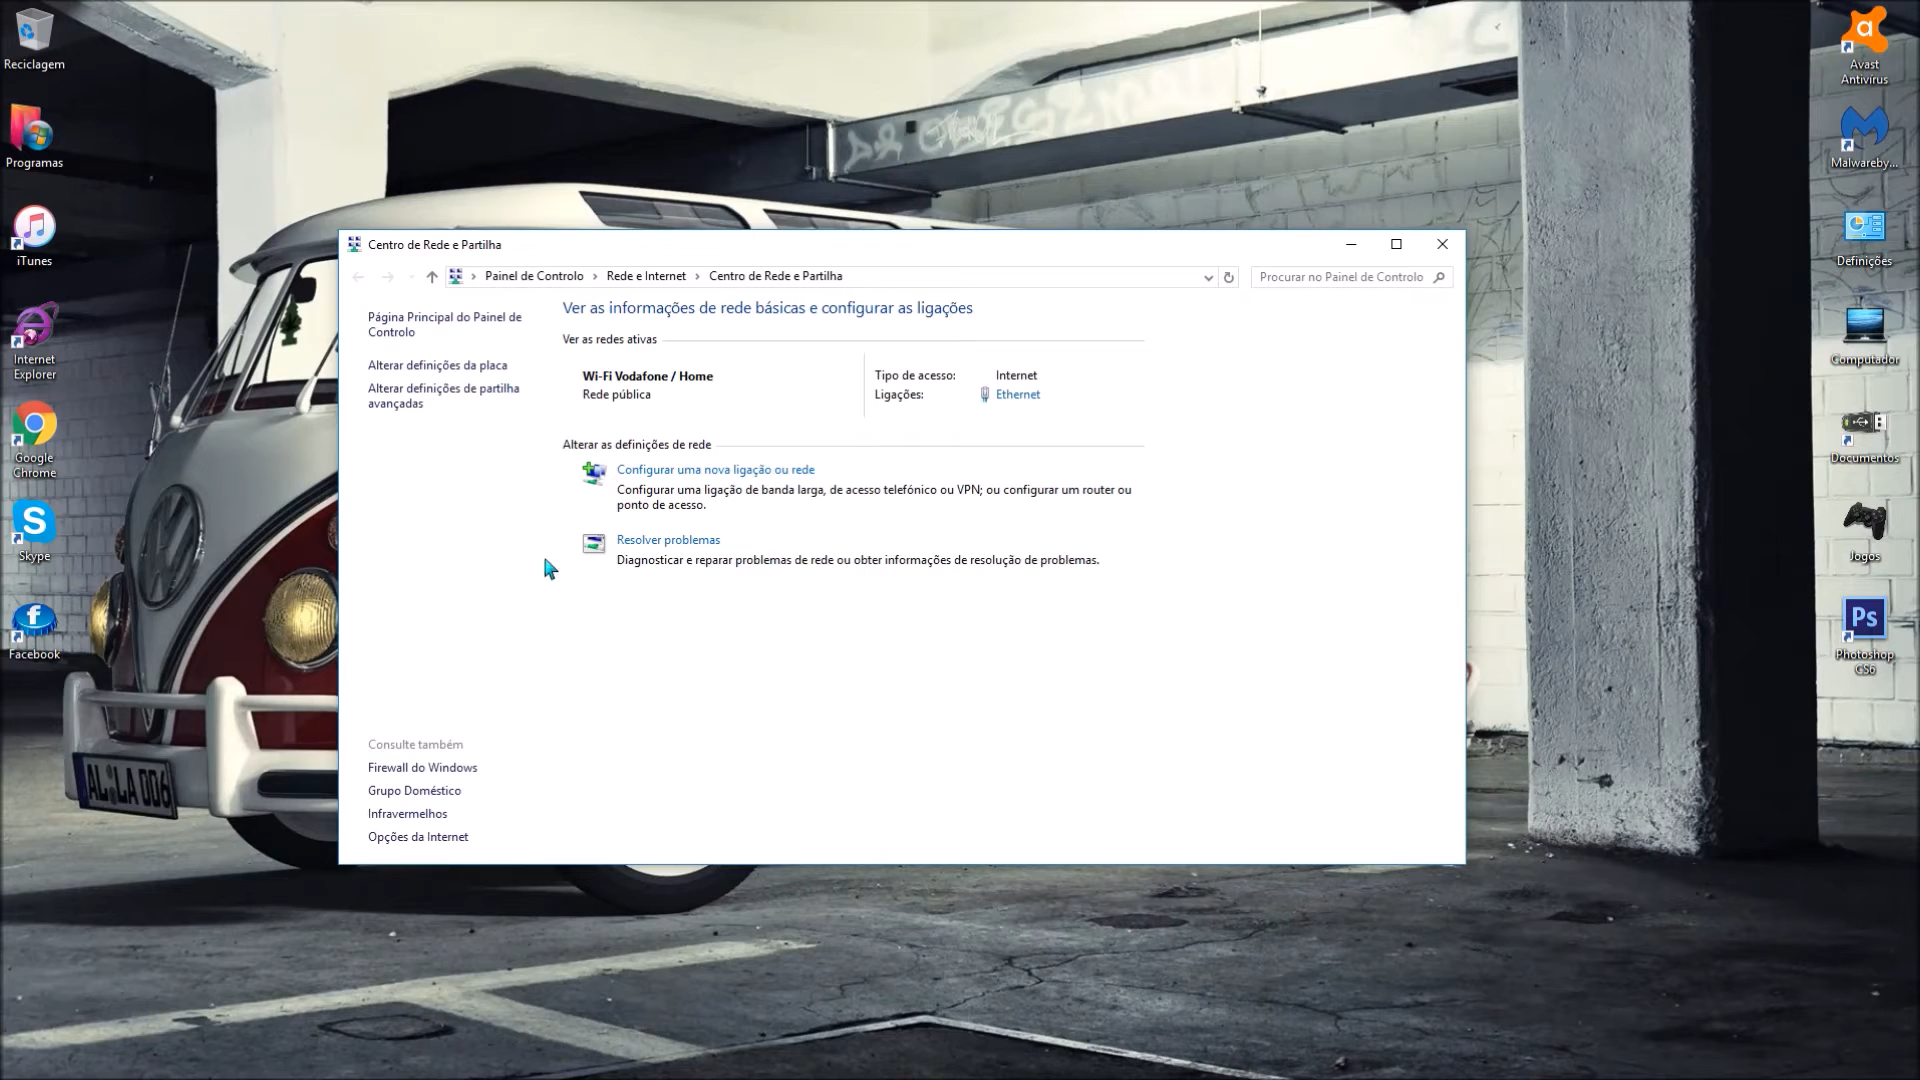 Reciclagem
Programas
iTunes
Internet
Explorer
Google
Chrome
Skype
Facebook
Centro de Rede e Partilha
Painel de Controlo
Rede e Internet
Centro de Rede e Partilha
Procurar no Painel de Controlo
Página Principal do Painel de
Controlo
Alterar definições da placa
Alterar definições de partilha
avançadas
Consulte também
Firewall do Windows
Grupo Doméstico
Infravermelhos
Opções da Internet
Ver as informações de rede básicas e configurar as ligações
Ver as redes ativas
Wi-Fi Vodafone / Home
Rede pública
Tipo de acesso: Internet
Ligações: Ethernet
Alterar as definições de rede
Configurar uma nova ligação ou rede
Configurar uma ligação de banda larga, de acesso telefónico ou VPN; ou configurar um router ou
ponto de acesso.
Resolver problemas
Diagnosticar e reparar problemas de rede ou obter informações de resolução de problemas.
Avast
Antivírus
Malwareby...
Definições
Computador
Documentos
Jogos
Ps
Photoshop
CS6
AL LA 006